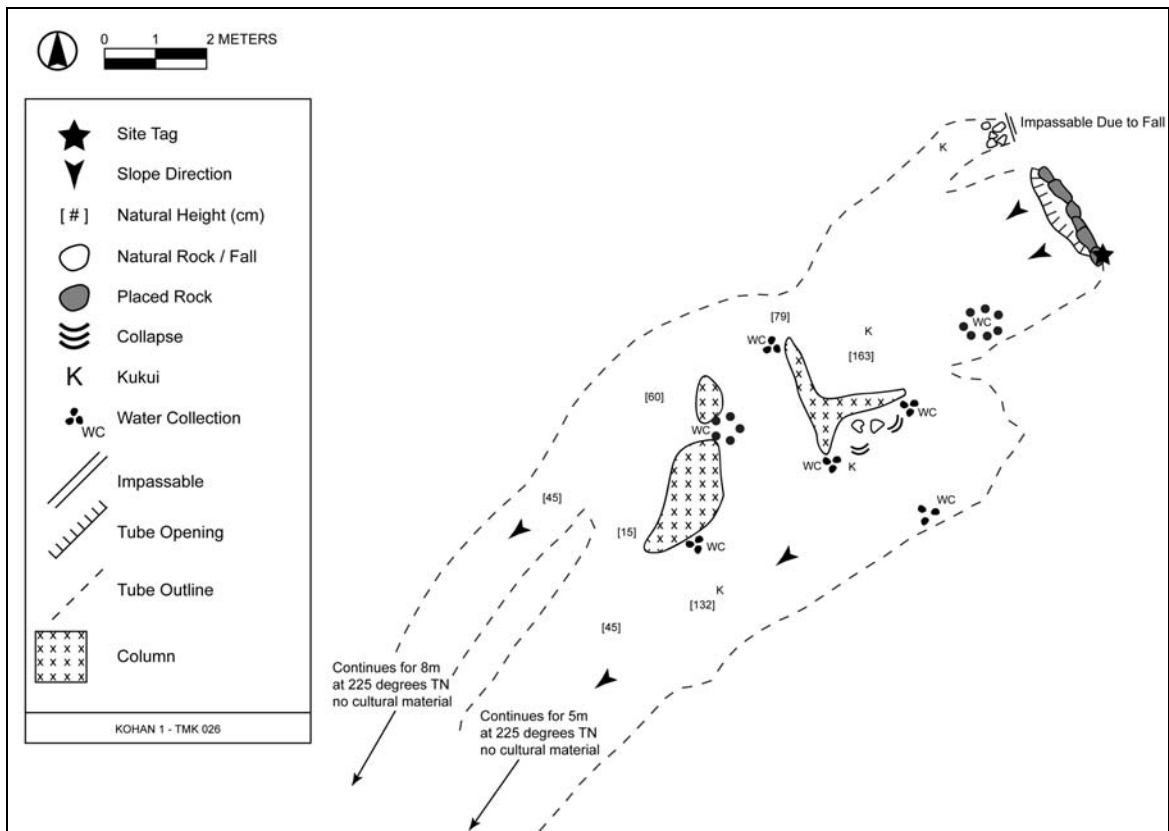 0 1 2 METERS
Site Tag
Slope Direction
[ # ] Natural Height (cm)
Natural Rock / Fall
Placed Rock
Collapse
K Kukui
WC Water Collection
Impassable
Tube Opening
Tube Outline
x x x x
x x x x
x x x x
x x x x
Column
KOHAN 1 - TMK 026
Impassable Due to Fall
K
WC
[79]
K
WC
[163]
[60]
WC
WC
WC
K
[45]
WC
[15]
WC
K
[132]
[45]
Continues for 8m
at 225 degrees TN
no cultural material
Continues for 5m
at 225 degrees TN
no cultural material